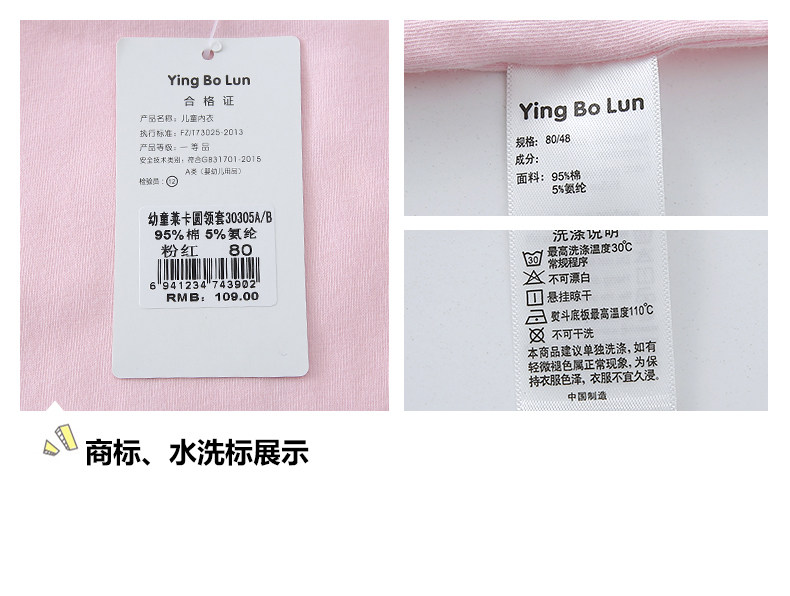 Ying Bo Lun
合格证
产品名称：儿童内衣
执行标准：FZ/T73025-2013
产品等级：一等品
安全技术类别：符合GB31701-2015
A类（婴幼儿用品）
检验员：12
幼童莱卡圆领套30305A/B
95%棉 5%氨纶
粉红 80
6 941234 743902
RMB：109.00
Ying Bo Lun
规格：80/48
成分：
面料：95%棉
5%氨纶
洗涤说明
30
最高洗涤温度30℃
常规程序
不可漂白
悬挂晾干
熨斗底板最高温度110℃
不可干洗
本商品建议单独洗涤，如有
轻微褪色属正常现象，为保
持衣服色泽，衣服不宜久浸。
中国制造
商标、水洗标展示